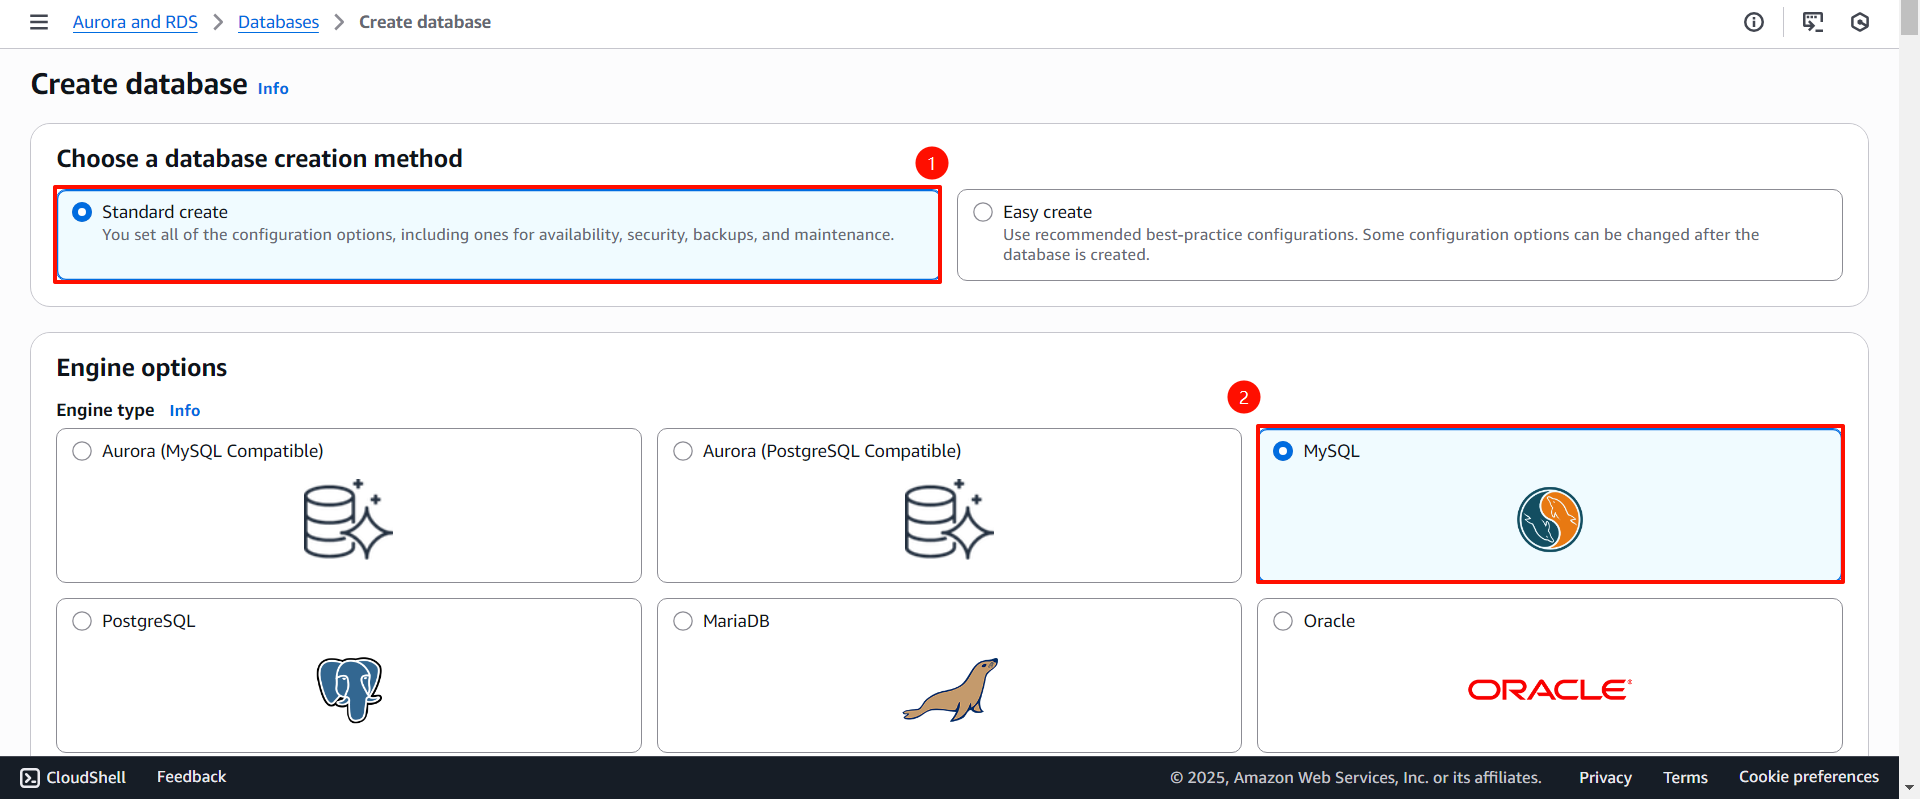 Aurora and RDS > Databases > Create database
Create database Info
Choose a database creation method
1
Standard create
You set all of the configuration options, including ones for availability, security, backups, and maintenance.
Easy create
Use recommended best-practice configurations. Some configuration options can be changed after the
database is created.
Engine options
Engine type Info
2
Aurora (MySQL Compatible)
Aurora (PostgreSQL Compatible)
MySQL
PostgreSQL
MariaDB
Oracle
ORACLE
CloudShell Feedback © 2025, Amazon Web Services, Inc. or its affiliates. Privacy Terms Cookie preferences